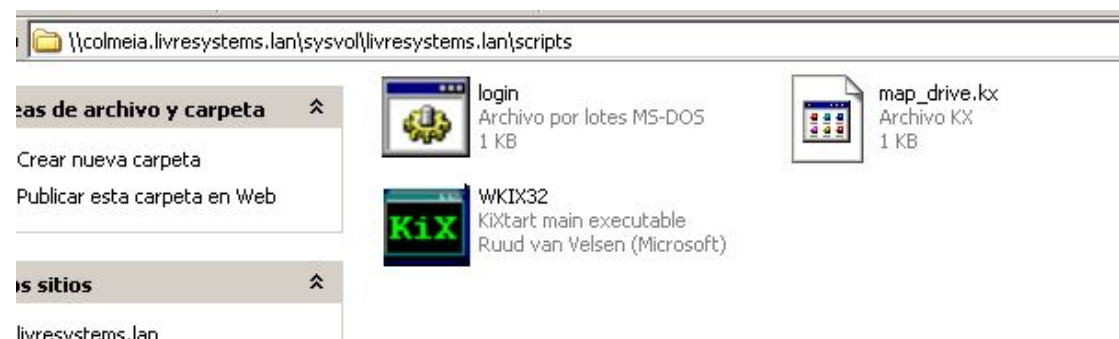 \\colmeia.livresystems.lan\sysvol\livresystems.lan\scripts
eas de archivo y carpeta
Crear nueva carpeta
Publicar esta carpeta en Web
os sitios
livresystems.lan
login
Archivo por lotes MS-DOS
1 KB
map_drive.kx
Archivo KX
1 KB
KiX
WKIX32
KiXtart main executable
Ruud van Velsen (Microsoft)